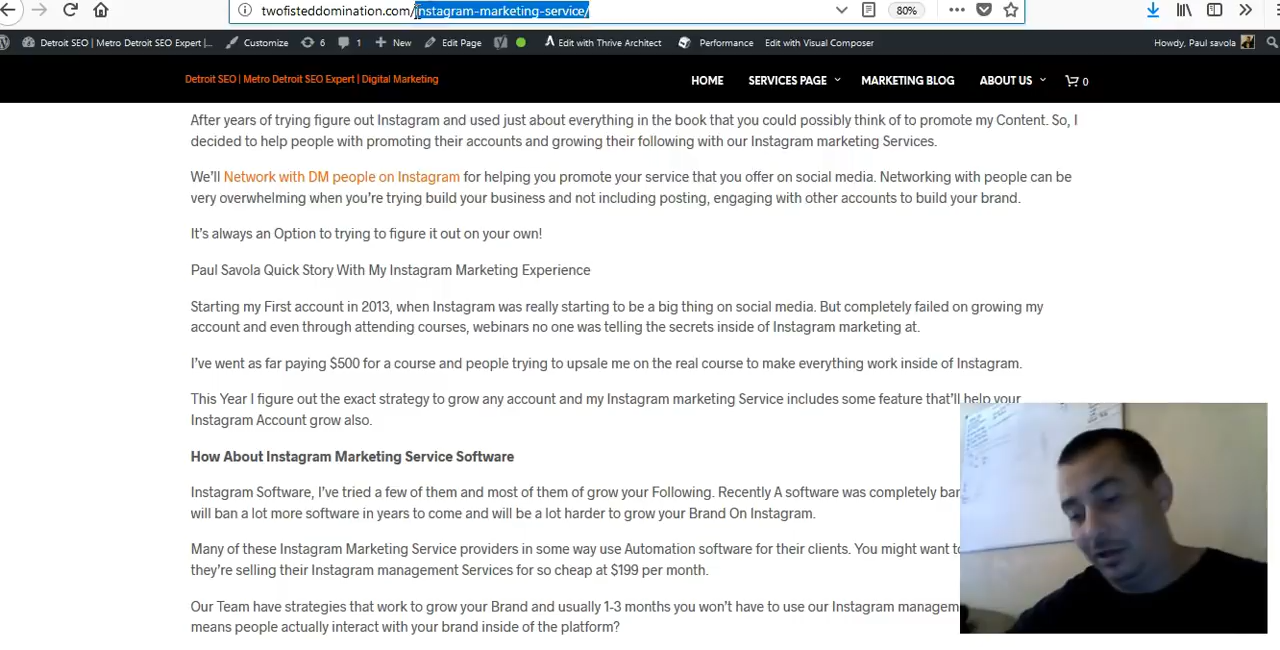 twofisteddomination.com/instagram-marketing-service/
80%
Detroit SEO | Metro Detroit SEO Expert |...
Customize
6
1
New
Edit Page
Edit with Thrive Architect
Performance
Edit with Visual Composer
Howdy, Paul savola
Detroit SEO | Metro Detroit SEO Expert | Digital Marketing
HOME
SERVICES PAGE
MARKETING BLOG
ABOUT US
0
After years of trying figure out Instagram and used just about everything in the book that you could possibly think of to promote my Content. So, I
decided to help people with promoting their accounts and growing their following with our Instagram marketing Services.
We'll Network with DM people on Instagram for helping you promote your service that you offer on social media. Networking with people can be
very overwhelming when you're trying build your business and not including posting, engaging with other accounts to build your brand.
It's always an Option to trying to figure it out on your own!
Paul Savola Quick Story With My Instagram Marketing Experience
Starting my First account in 2013, when Instagram was really starting to be a big thing on social media. But completely failed on growing my
account and even through attending courses, webinars no one was telling the secrets inside of Instagram marketing at.
I've went as far paying $500 for a course and people trying to upsale me on the real course to make everything work inside of Instagram.
This Year I figure out the exact strategy to grow any account and my Instagram marketing Service includes some feature that'll help your
Instagram Account grow also.
How About Instagram Marketing Service Software
Instagram Software, I've tried a few of them and most of them of grow your Following. Recently A software was completely
will ban a lot more software in years to come and will be a lot harder to grow your Brand On Instagram.
Many of these Instagram Marketing Service providers in some way use Automation software for their clients. You might want
they're selling their Instagram management Services for so cheap at $199 per month.
Our Team have strategies that work to grow your Brand and usually 1-3 months you won't have to use our Instagram
means people actually interact with your brand inside of the platform?